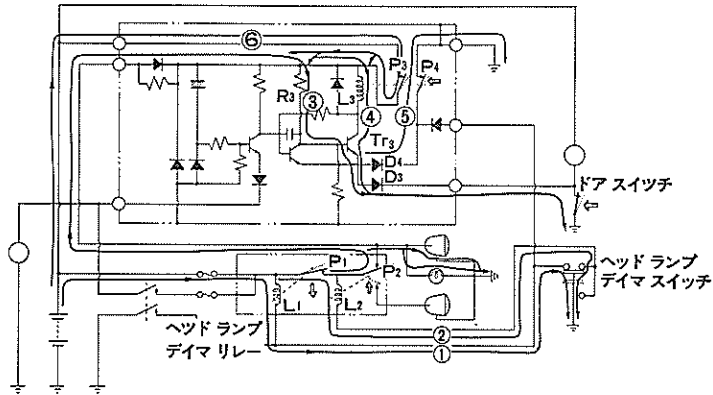 ⑥
P3
P4
R3
③
L3
④
⑤
Tr3
D4
D3
ドア スイツチ
P1
P2
L1
L2
ヘッド ランプ
デイマ スイッチ
ヘッド ランプ
デイマ リレー
②
①